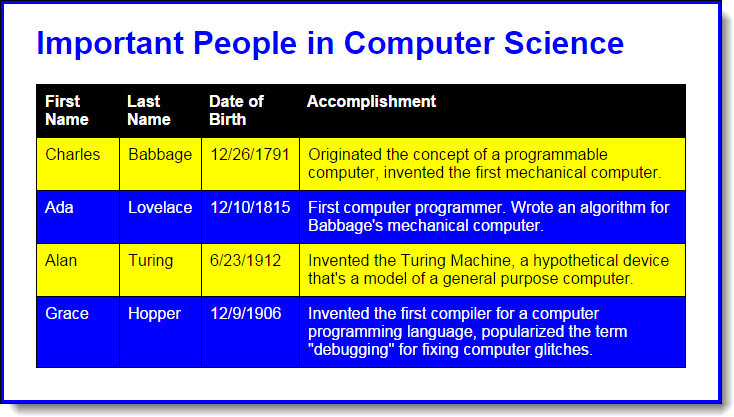 Important People in Computer Science
First Name Last Name Date of Birth Accomplishment
Charles Babbage 12/26/1791 Originated the concept of a programmable
computer, invented the first mechanical computer.
Ada Lovelace 12/10/1815 First computer programmer. Wrote an algorithm for
Babbage's mechanical computer.
Alan Turing 6/23/1912 Invented the Turing Machine, a hypothetical device
that's a model of a general purpose computer.
Grace Hopper 12/9/1906 Invented the first compiler for a computer
programming language, popularized the term
"debugging" for fixing computer glitches.